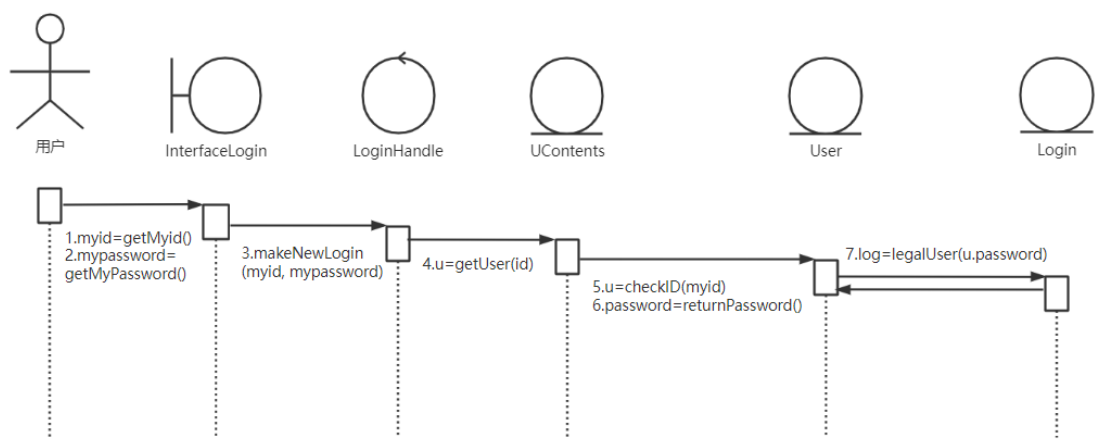 用户
InterfaceLogin
LoginHandle
UContents
User
Login
1.myid=getMyid()
2.mypassword=
getMyPassword()
3.makeNewLogin
(myid, mypassword)
4.u=getUser(id)
5.u=checkID(myid)
6.password=returnPassword()
7.log=legalUser(u.password)